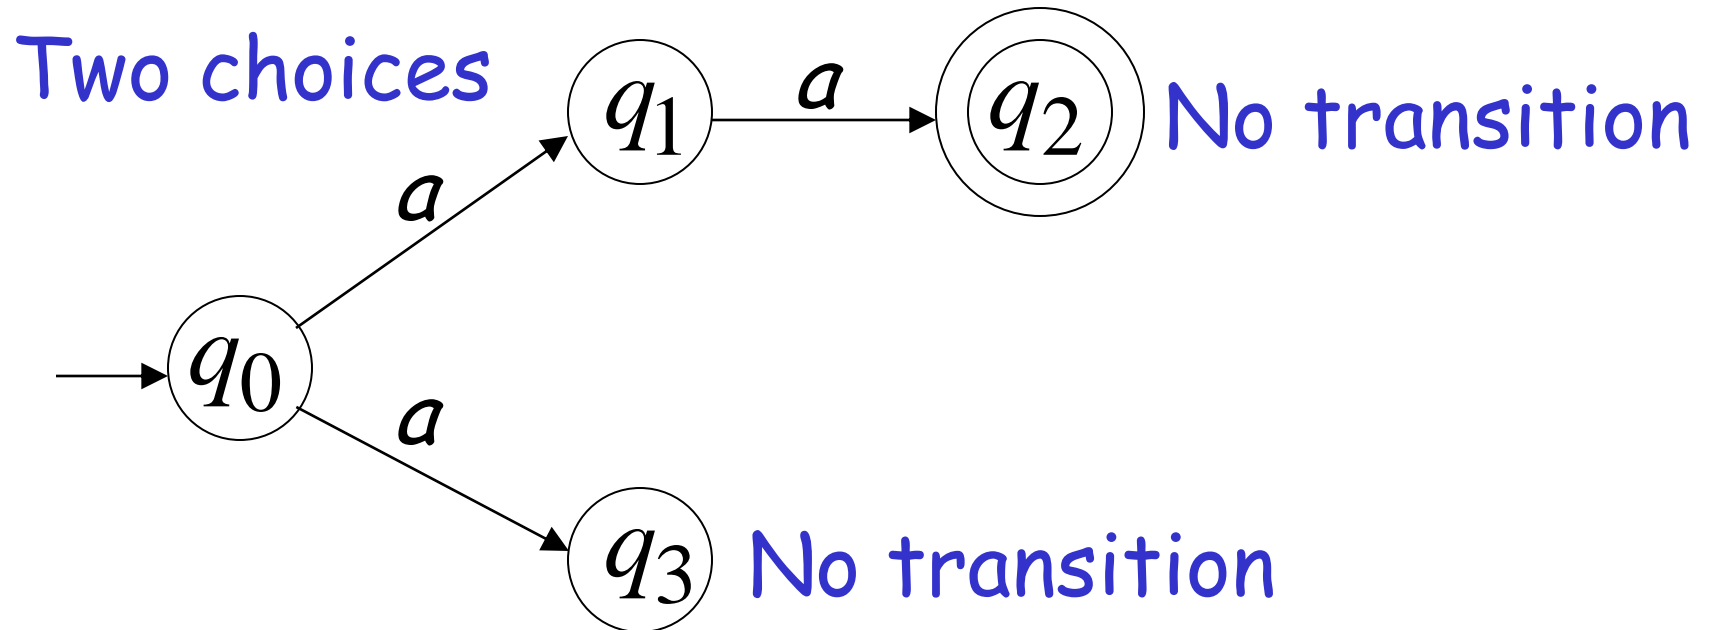 Two choices
q1
a
q2
No transition
a
q0
a
q3
No transition